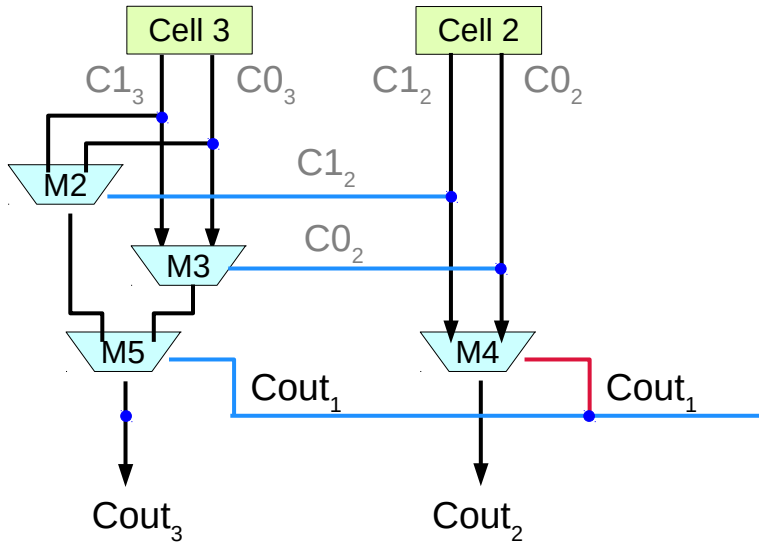 Cell 3
Cell 2
C1₃
C0₃
C1₂
C0₂
C1₂
M2
C0₂
M3
M5
M4
Cout₁
Cout₁
Cout₃
Cout₂